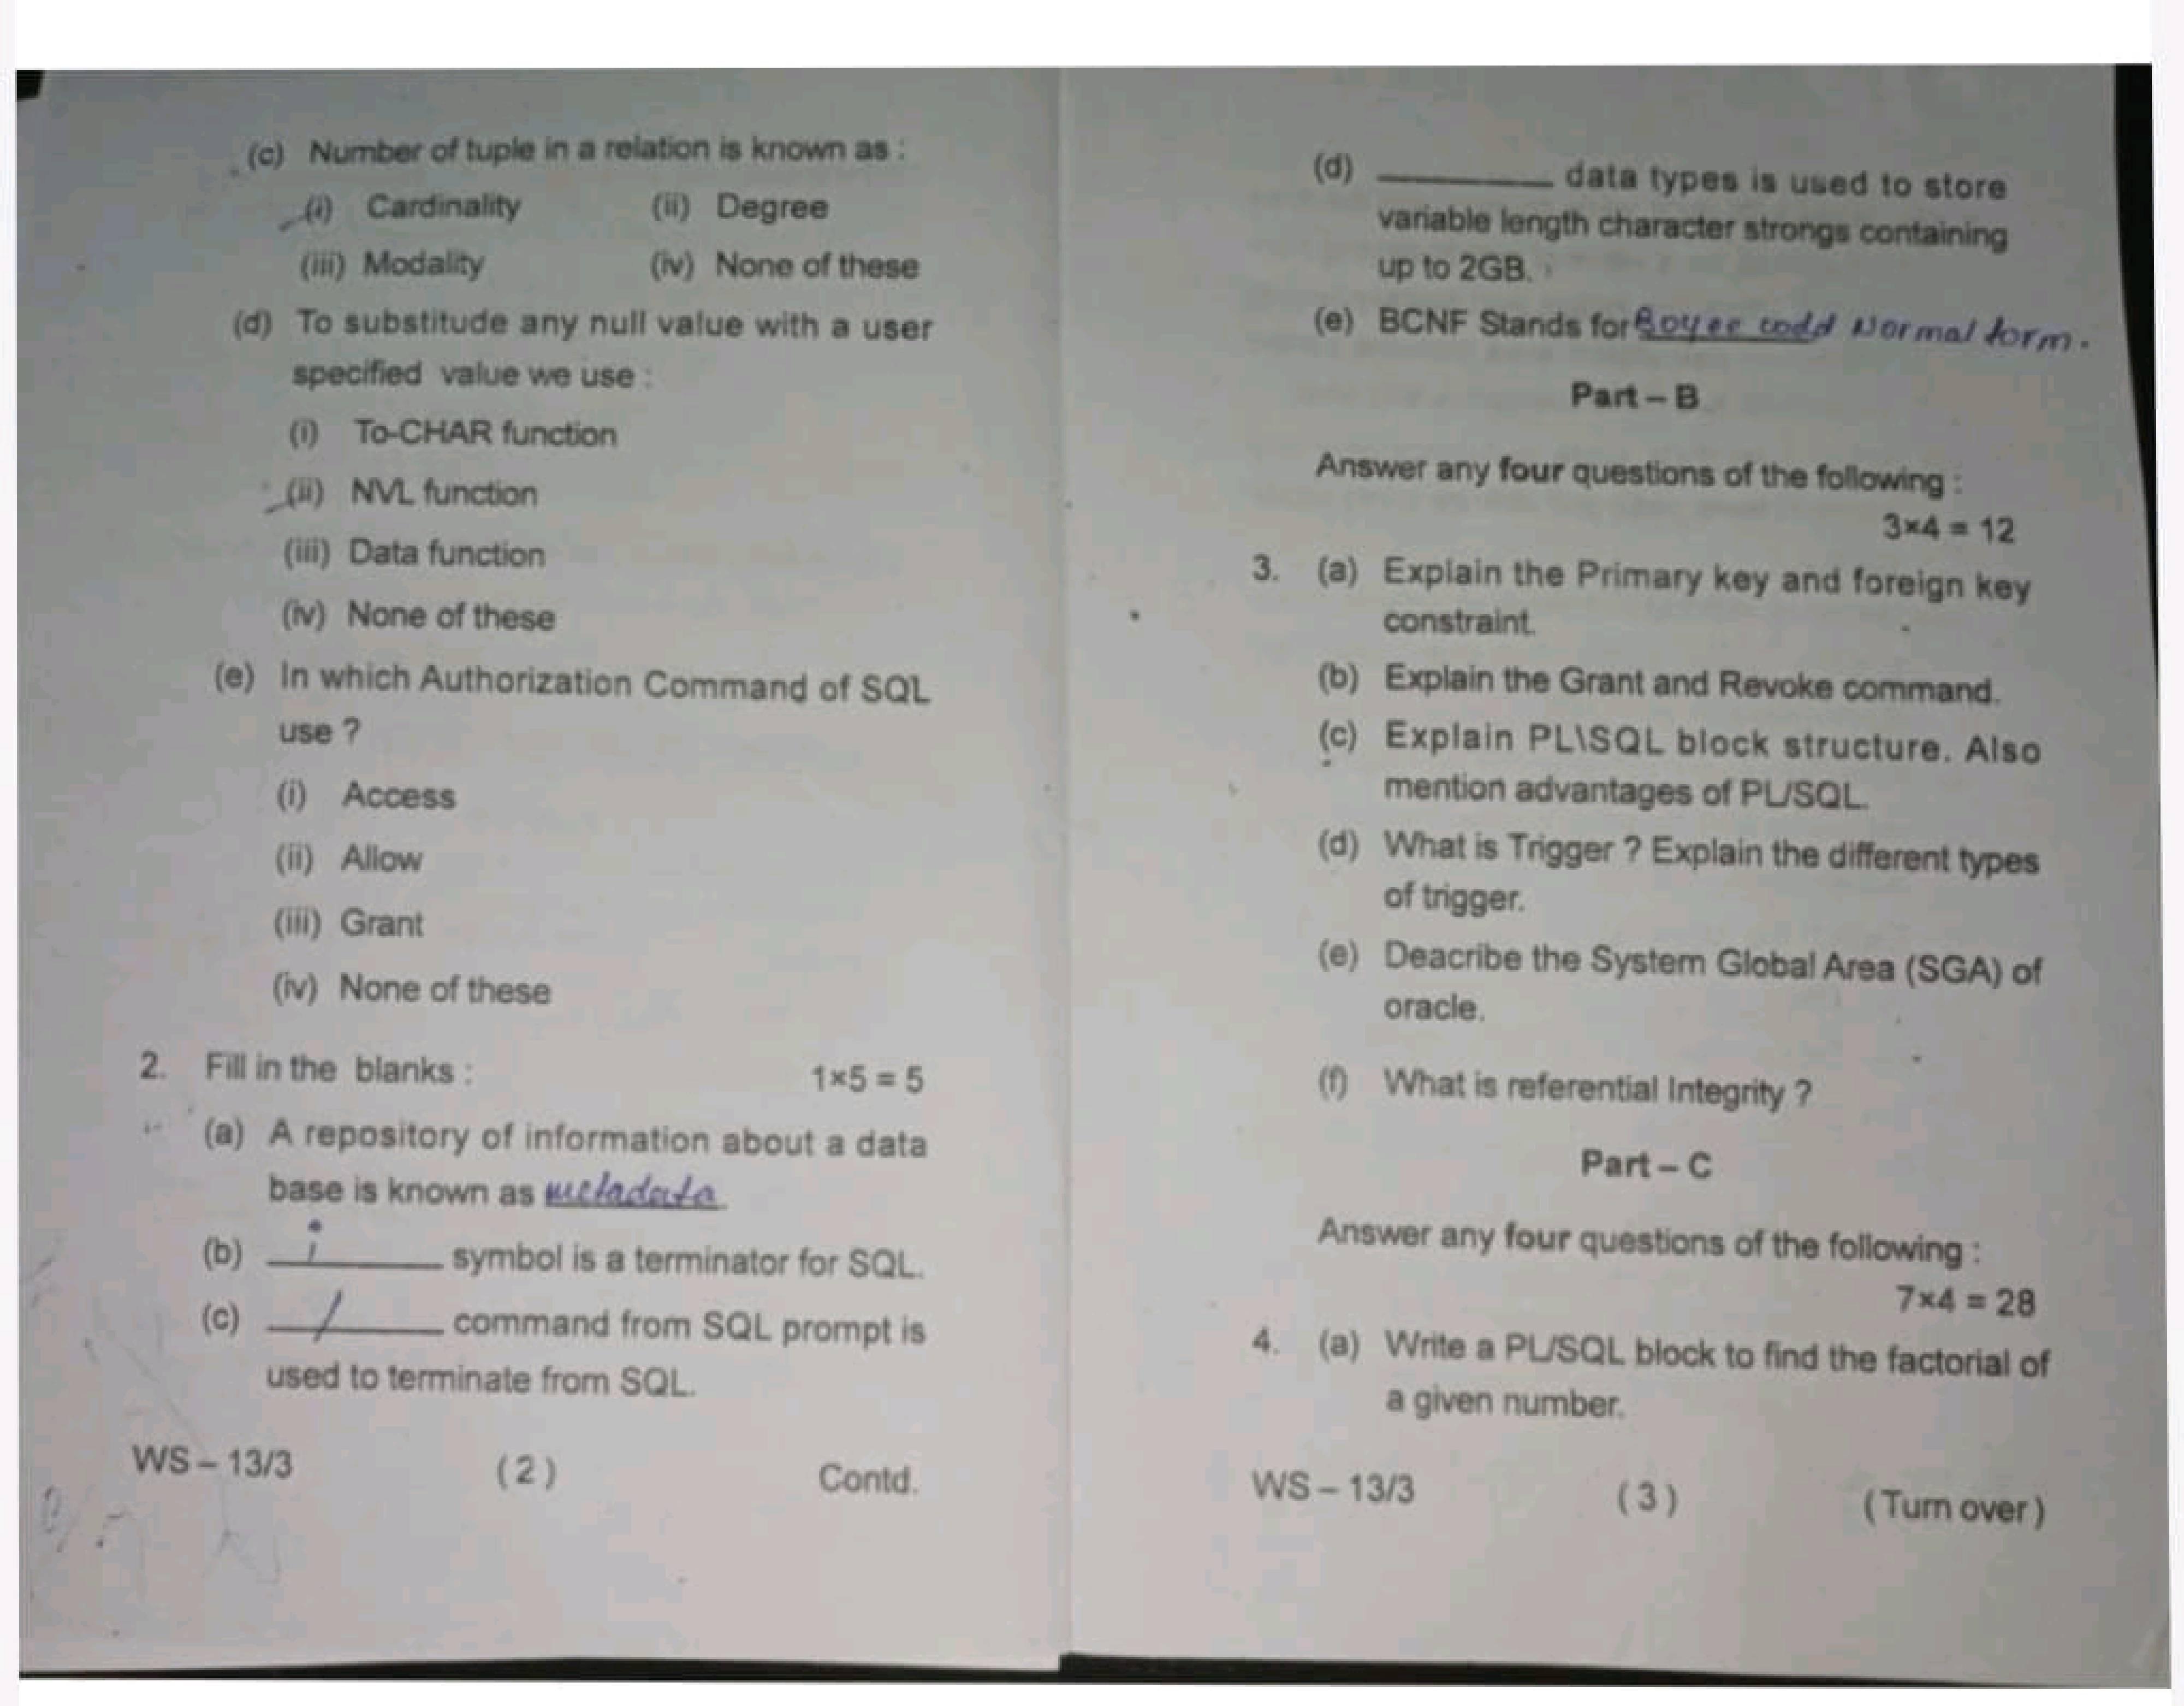 (c) Number of tuple in a relation is known as :
(i) Cardinality (ii) Degree
(iii) Modality (iv) None of these
(d) To substitude any null value with a user
specified value we use :
(i) To-CHAR function
(ii) NVL function
(iii) Data function
(iv) None of these
(e) In which Authorization Command of SQL
use ?
(i) Access
(ii) Allow
(iii) Grant
(iv) None of these
2. Fill in the blanks : 1×5 = 5
(a) A repository of information about a data
base is known as metadata
(b) ; symbol is a terminator for SQL.
(c) / command from SQL prompt is
used to terminate from SQL.
WS – 13/3 (2) Contd.
(d) ______ data types is used to store
variable length character strongs containing
up to 2GB.
(e) BCNF Stands for Boyee codd Normal form.
Part – B
Answer any four questions of the following :
3×4 = 12
3. (a) Explain the Primary key and foreign key
constraint.
(b) Explain the Grant and Revoke command.
(c) Explain PL\SQL block structure. Also
mention advantages of PL/SQL.
(d) What is Trigger ? Explain the different types
of trigger.
(e) Deacribe the System Global Area (SGA) of
oracle.
(f) What is referential Integrity ?
Part – C
Answer any four questions of the following :
7×4 = 28
4. (a) Write a PL/SQL block to find the factorial of
a given number.
WS – 13/3 (3) (Turn over)